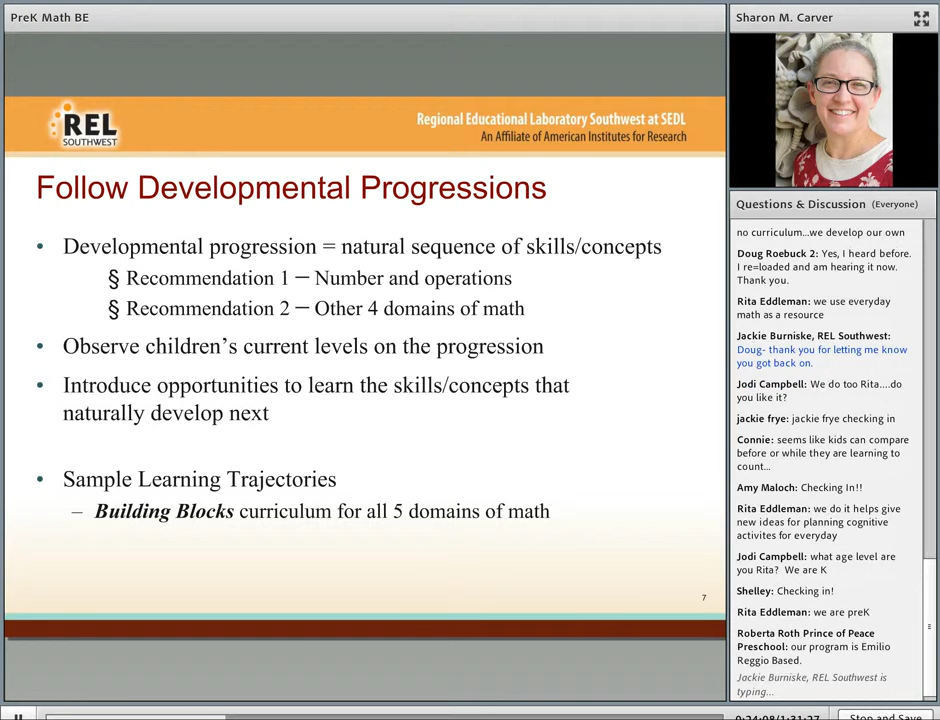 PreK Math BE
REL
SOUTHWEST
Regional Educational Laboratory Southwest at SEDL
An Affiliate of American Institutes for Research
Follow Developmental Progressions
• Developmental progression = natural sequence of skills/concepts
§ Recommendation 1 – Number and operations
§ Recommendation 2 – Other 4 domains of math
• Observe children's current levels on the progression
• Introduce opportunities to learn the skills/concepts that
naturally develop next
• Sample Learning Trajectories
– Building Blocks curriculum for all 5 domains of math
7
Sharon M. Carver
Questions & Discussion (Everyone)
no curriculum...we develop our own
Doug Roebuck 2: Yes, I heard before.
I re=loaded and am hearing it now.
Thank you.
Rita Eddleman: we use everyday
math as a resource
Jackie Burniske, REL Southwest:
Doug- thank you for letting me know
you got back on.
Jodi Campbell: We do too Rita....do
you like it?
jackie frye: jackie frye checking in
Connie: seems like kids can compare
before or while they are learning to
count...
Amy Maloch: Checking In!!
Rita Eddleman: we do it helps give
new ideas for planning cognitive
activites for everyday
Jodi Campbell: what age level are
you Rita? We are K
Shelley: Checking in!
Rita Eddleman: we are preK
Roberta Roth Prince of Peace
Preschool: our program is Emilio
Reggio Based.
Jackie Burniske, REL Southwest is
typing...
0:24:08/1:31:27
Stop and Save